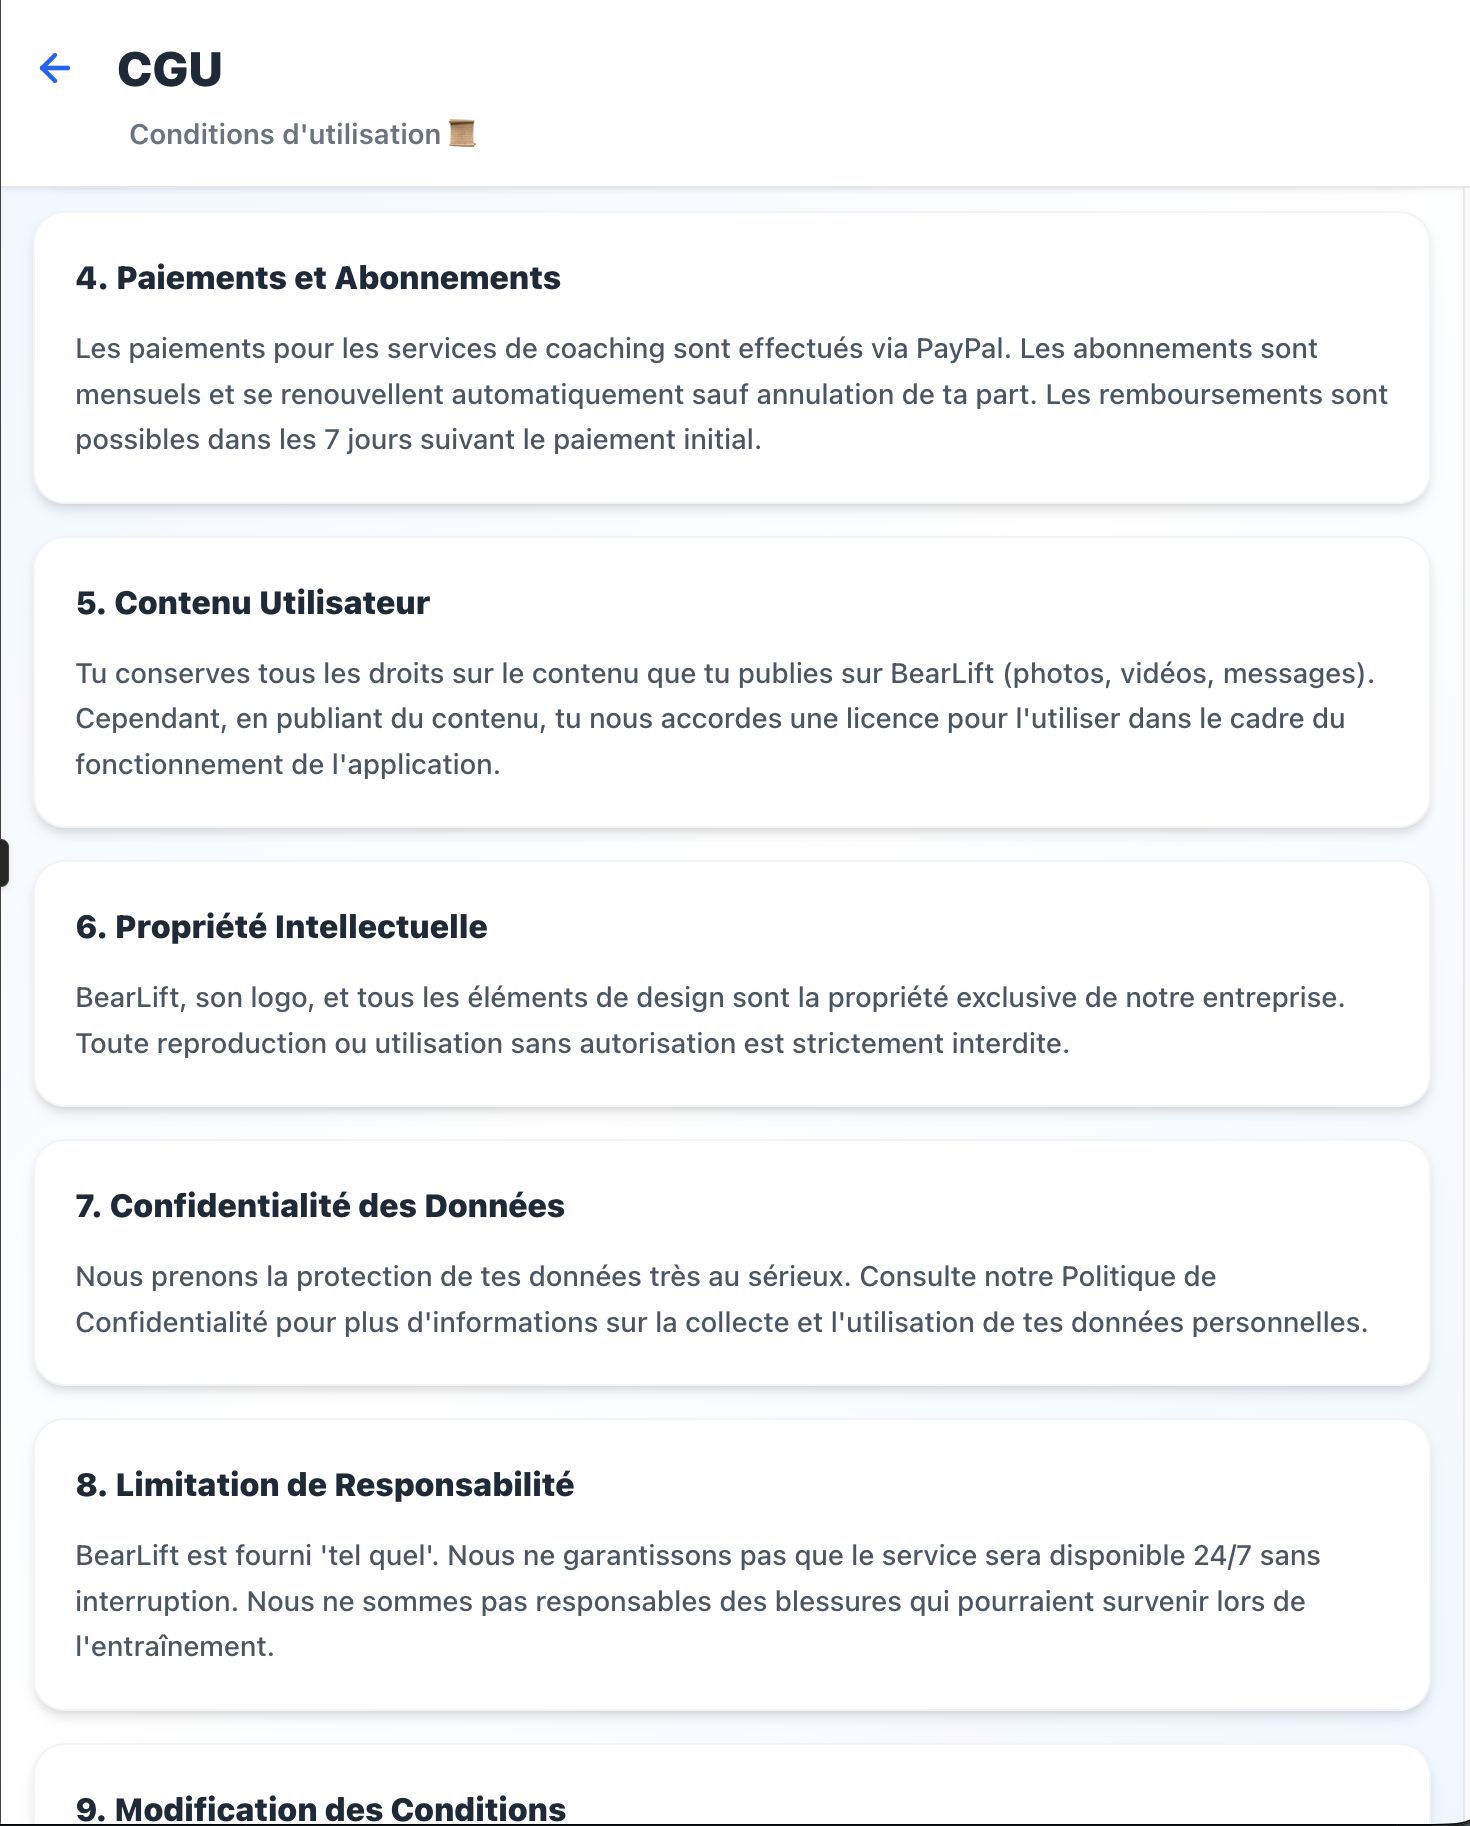 CGU
Conditions d'utilisation
4. Paiements et Abonnements
Les paiements pour les services de coaching sont effectués via PayPal. Les abonnements sont
mensuels et se renouvellent automatiquement sauf annulation de ta part. Les remboursements sont
possibles dans les 7 jours suivant le paiement initial.
5. Contenu Utilisateur
Tu conserves tous les droits sur le contenu que tu publies sur BearLift (photos, vidéos, messages).
Cependant, en publiant du contenu, tu nous accordes une licence pour l'utiliser dans le cadre du
fonctionnement de l'application.
6. Propriété Intellectuelle
BearLift, son logo, et tous les éléments de design sont la propriété exclusive de notre entreprise.
Toute reproduction ou utilisation sans autorisation est strictement interdite.
7. Confidentialité des Données
Nous prenons la protection de tes données très au sérieux. Consulte notre Politique de
Confidentialité pour plus d'informations sur la collecte et l'utilisation de tes données personnelles.
8. Limitation de Responsabilité
BearLift est fourni 'tel quel'. Nous ne garantissons pas que le service sera disponible 24/7 sans
interruption. Nous ne sommes pas responsables des blessures qui pourraient survenir lors de
l'entraînement.
9. Modification des Conditions